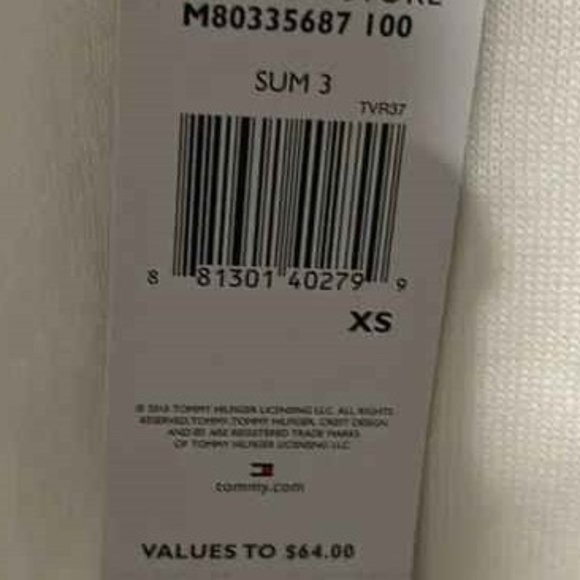 M80335687 100
SUM 3
TVR37
8 81301 40279 9
XS
TOMMY HILFIGER LICENSING LLC. ALL RIGHTS
RESERVED. TOMMY, TOMMY HILFIGER, CREST DESIGN
AND ARE REGISTERED TRADE MARKS
OF TOMMY HILFIGER LICENSING LLC.
tommy.com
VALUES TO $64.00